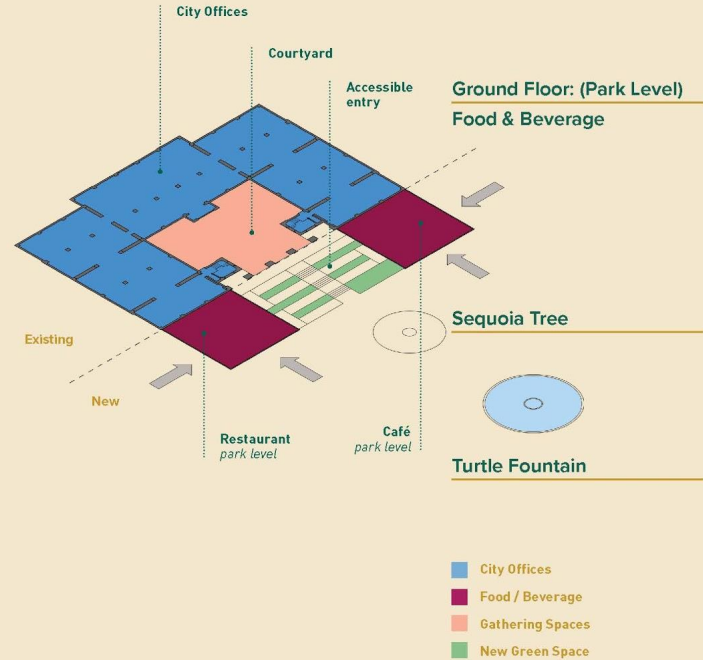 City Offices
Courtyard
Accessible
entry
Ground Floor: (Park Level)
Food & Beverage
Existing
New
Sequoia Tree
Restaurant
park level
Café
park level
Turtle Fountain
City Offices
Food / Beverage
Gathering Spaces
New Green Space